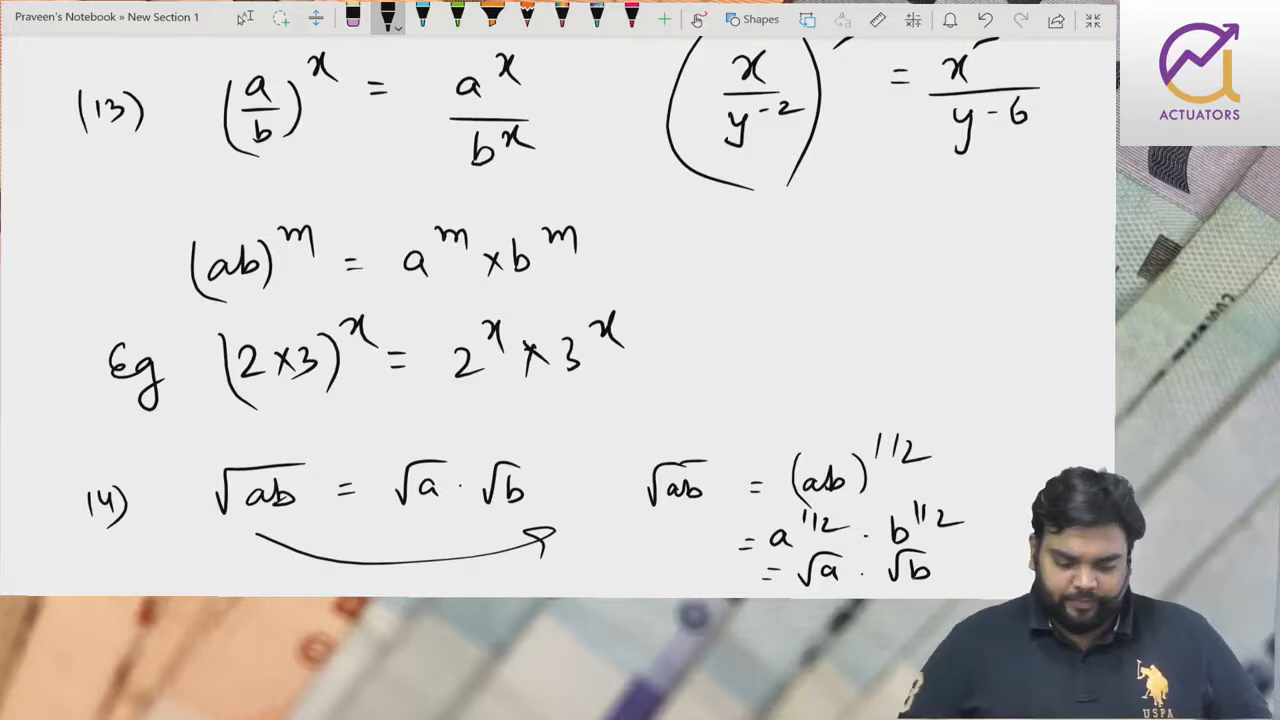 Praveen's Notebook » New Section 1
Shapes
ACTUATORS
(13) (a/b)^x = a^x / b^x
(x / y^-2) = x / y-6
(ab)^m = a^m × b^m
Eg (2×3)^x = 2^x × 3^x
14) √ab = √a . √b
√ab = (ab)^1/2
= a^1/2 . b^1/2
= √a . √b
USPA